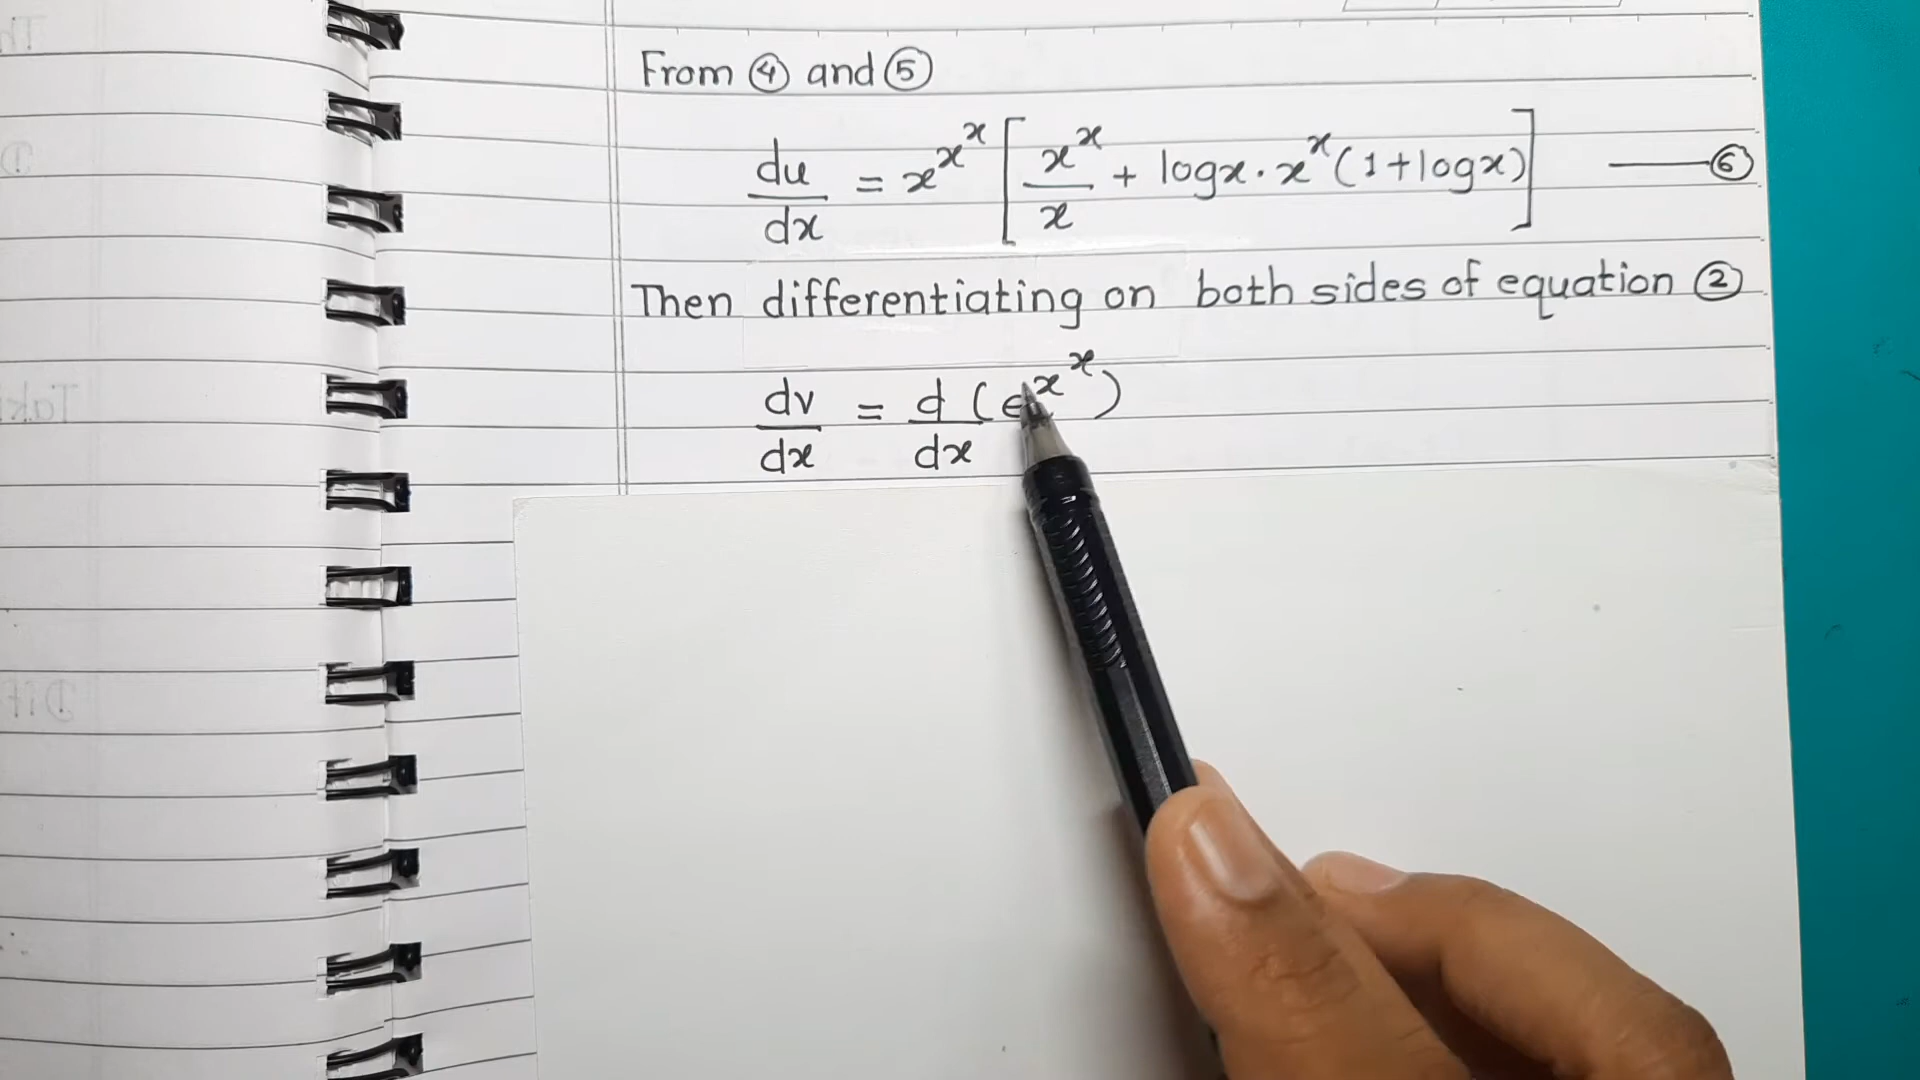 From ④ and ⑤
du/dx = x^{x^x} [ x^x/x + logx · x^x (1+logx) ] —— ⑥
Then differentiating on both sides of equation ②
dv/dx = d/dx (e^{x^x})